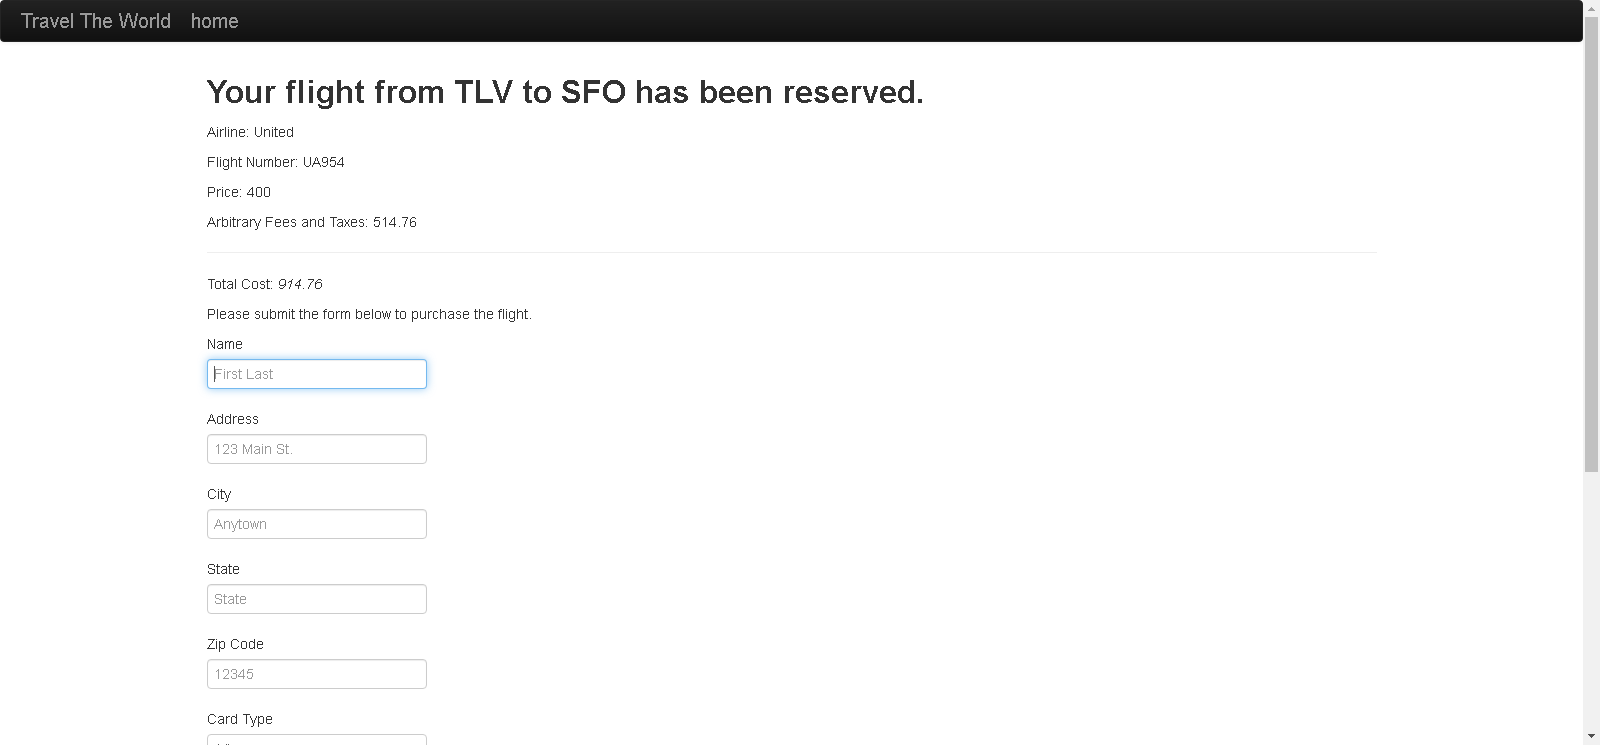 Travel The World home
Your flight from TLV to SFO has been reserved.
Airline: United
Flight Number: UA954
Price: 400
Arbitrary Fees and Taxes: 514.76
Total Cost: 914.76
Please submit the form below to purchase the flight.
Name
First Last
Address
123 Main St.
City
Anytown
State
State
Zip Code
12345
Card Type